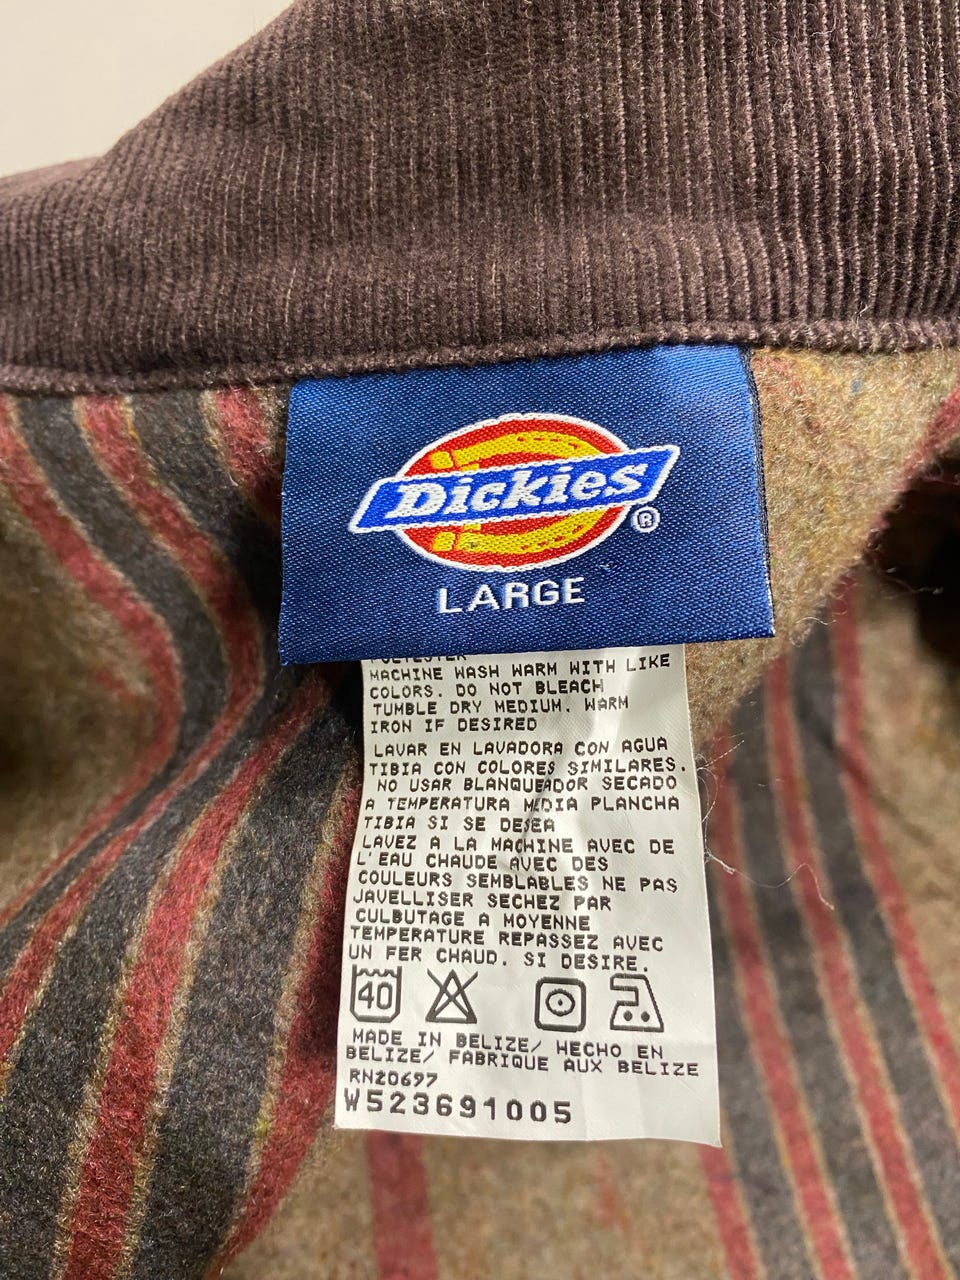 Dickies
®
LARGE
POLYESTER
MACHINE WASH WARM WITH LIKE
COLORS. DO NOT BLEACH
TUMBLE DRY MEDIUM. WARM
IRON IF DESIRED
LAVAR EN LAVADORA CON AGUA
TIBIA CON COLORES SIMILARES.
NO USAR BLANQUEADOR SECADO
A TEMPERATURA MEDIA PLANCHA
TIBIA SI SE DESEA
LAVEZ A LA MACHINE AVEC DE
L'EAU CHAUDE AVEC DES
COULEURS SEMBLABLES NE PAS
JAVELLISER SECHEZ PAR
CULBUTAGE A MOYENNE
TEMPERATURE REPASSEZ AVEC
UN FER CHAUD. SI DESIRE.
40
MADE IN BELIZE/ HECHO EN
BELIZE/ FABRIQUE AUX BELIZE
RN20697
W523691005